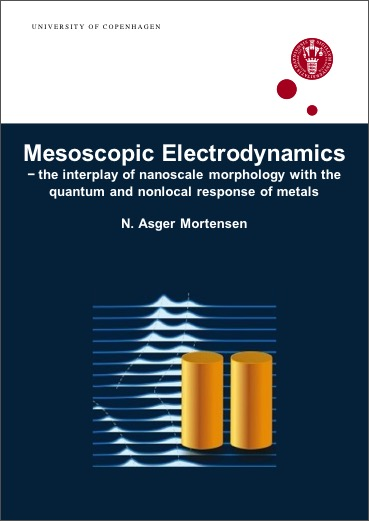 UNIVERSITY OF COPENHAGEN
Mesoscopic Electrodynamics
– the interplay of nanoscale morphology with the
quantum and nonlocal response of metals
N. Asger Mortensen